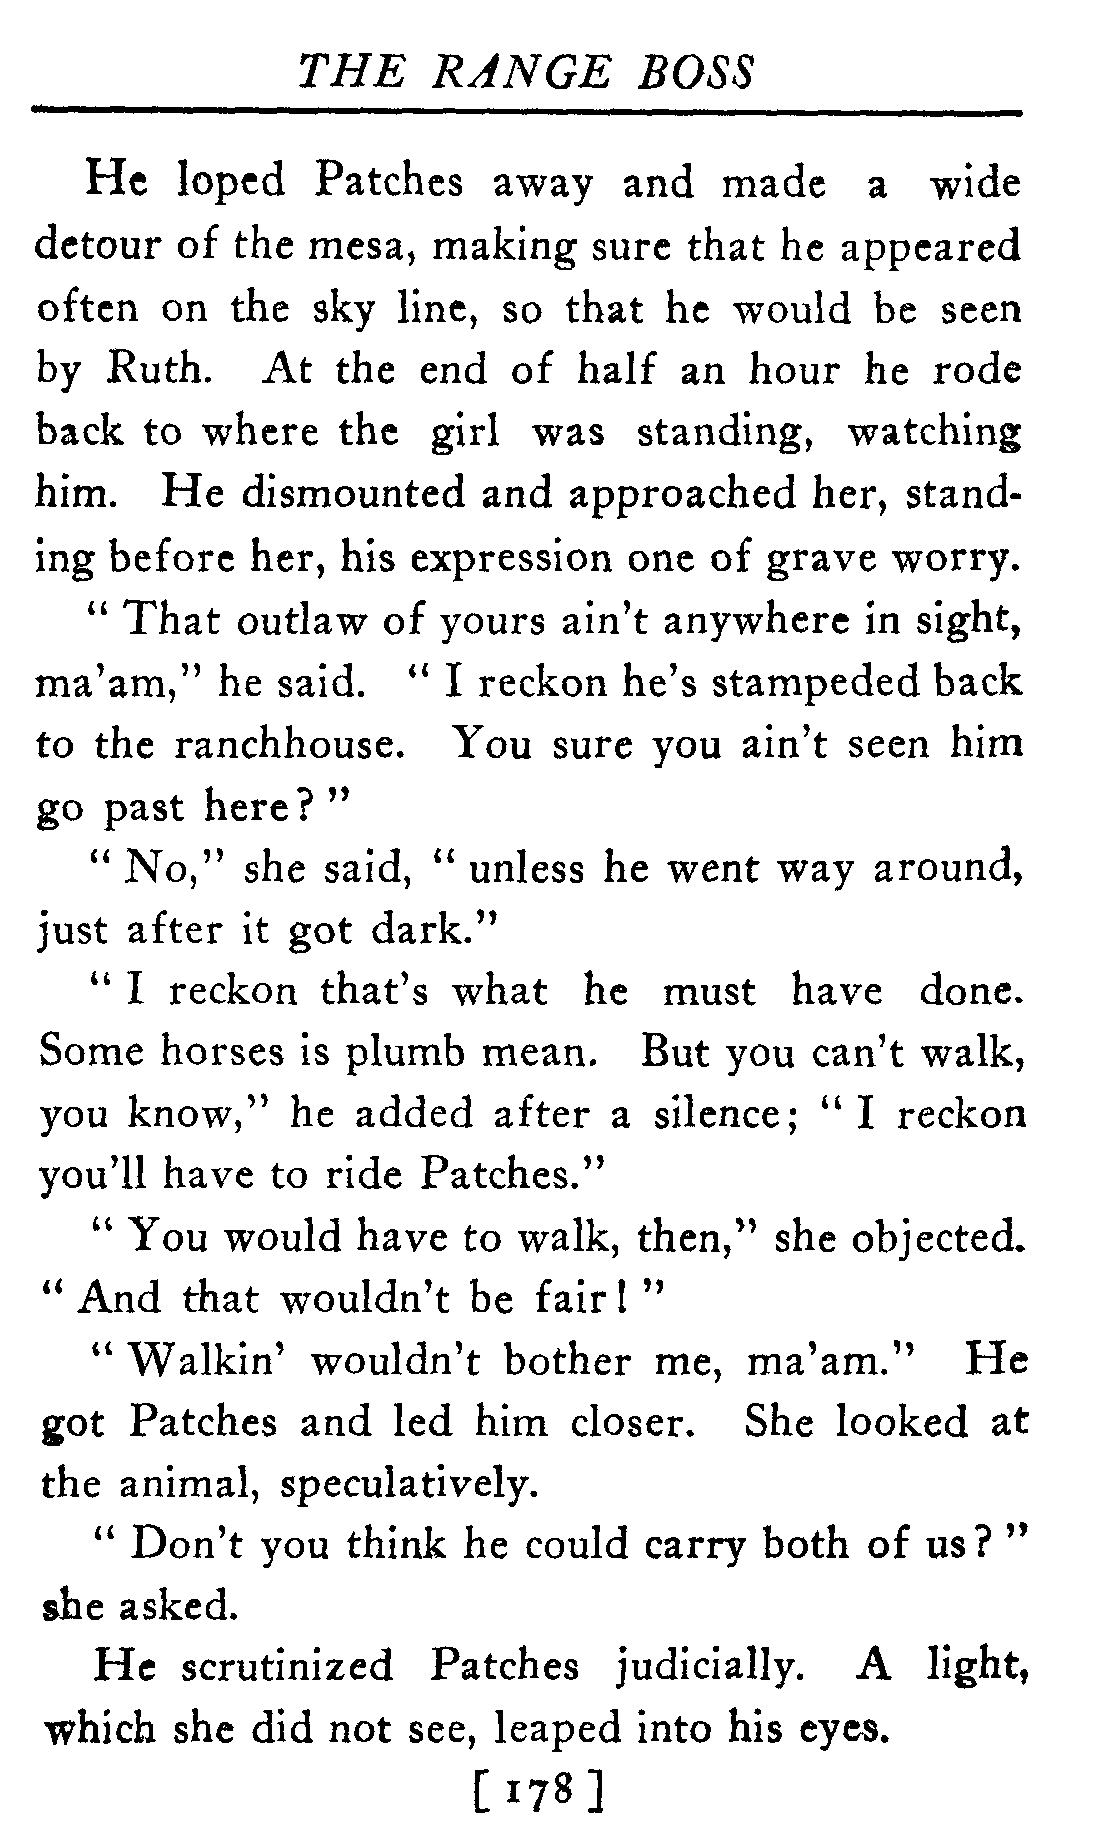 THE RANGE BOSS
He loped Patches away and made a wide
detour of the mesa, making sure that he appeared
often on the sky line, so that he would be seen
by Ruth. At the end of half an hour he rode
back to where the girl was standing, watching
him. He dismounted and approached her, stand-
ing before her, his expression one of grave worry.
" That outlaw of yours ain't anywhere in sight,
ma'am," he said. " I reckon he's stampeded back
to the ranchhouse. You sure you ain't seen him
go past here? "
" No," she said, " unless he went way around,
just after it got dark."
" I reckon that's what he must have done.
Some horses is plumb mean. But you can't walk,
you know," he added after a silence; " I reckon
you'll have to ride Patches."
" You would have to walk, then," she objected.
" And that wouldn't be fair! "
" Walkin' wouldn't bother me, ma'am." He
got Patches and led him closer. She looked at
the animal, speculatively.
" Don't you think he could carry both of us? "
she asked.
He scrutinized Patches judicially. A light,
which she did not see, leaped into his eyes.
[ 178 ]